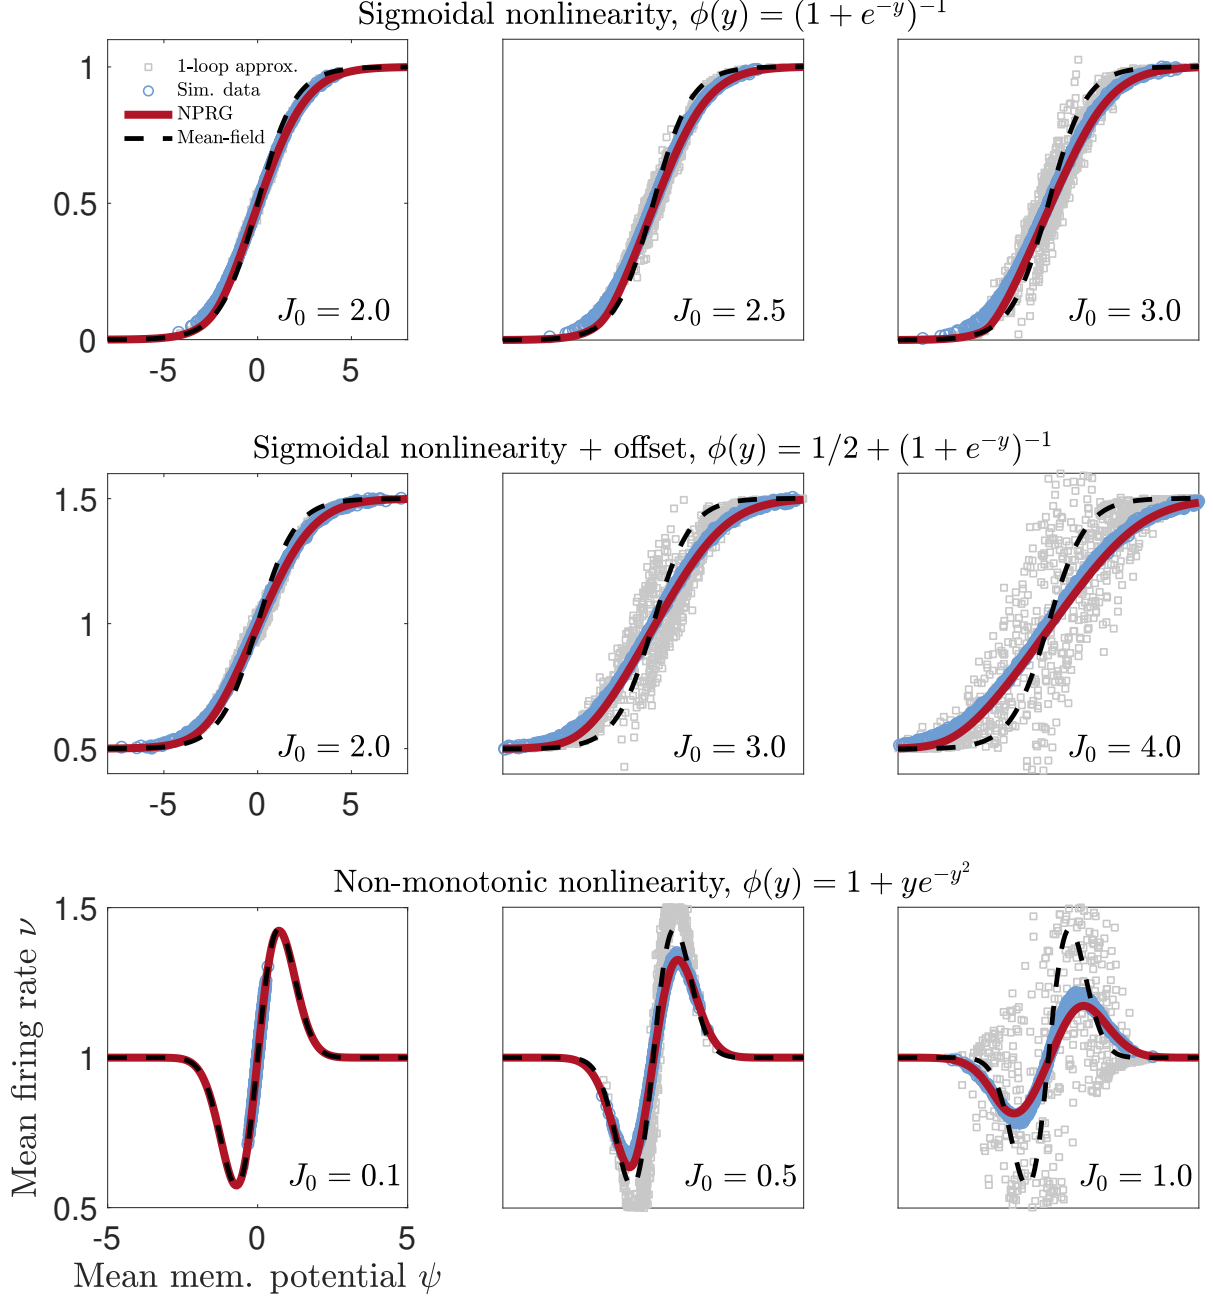 Sigmoidal nonlinearity, ϕ(y) = (1 + e^{-y})^{-1}
1
0.5
0
-5
0
5
1-loop approx.
Sim. data
NPRG
Mean-field
J_0 = 2.0
J_0 = 2.5
J_0 = 3.0
Sigmoidal nonlinearity + offset, ϕ(y) = 1/2 + (1 + e^{-y})^{-1}
1.5
1
0.5
-5
0
5
J_0 = 2.0
J_0 = 3.0
J_0 = 4.0
Non-monotonic nonlinearity, ϕ(y) = 1 + ye^{-y^2}
Mean firing rate ν
1.5
1
0.5
-5
0
5
J_0 = 0.1
J_0 = 0.5
J_0 = 1.0
Mean mem. potential ψ